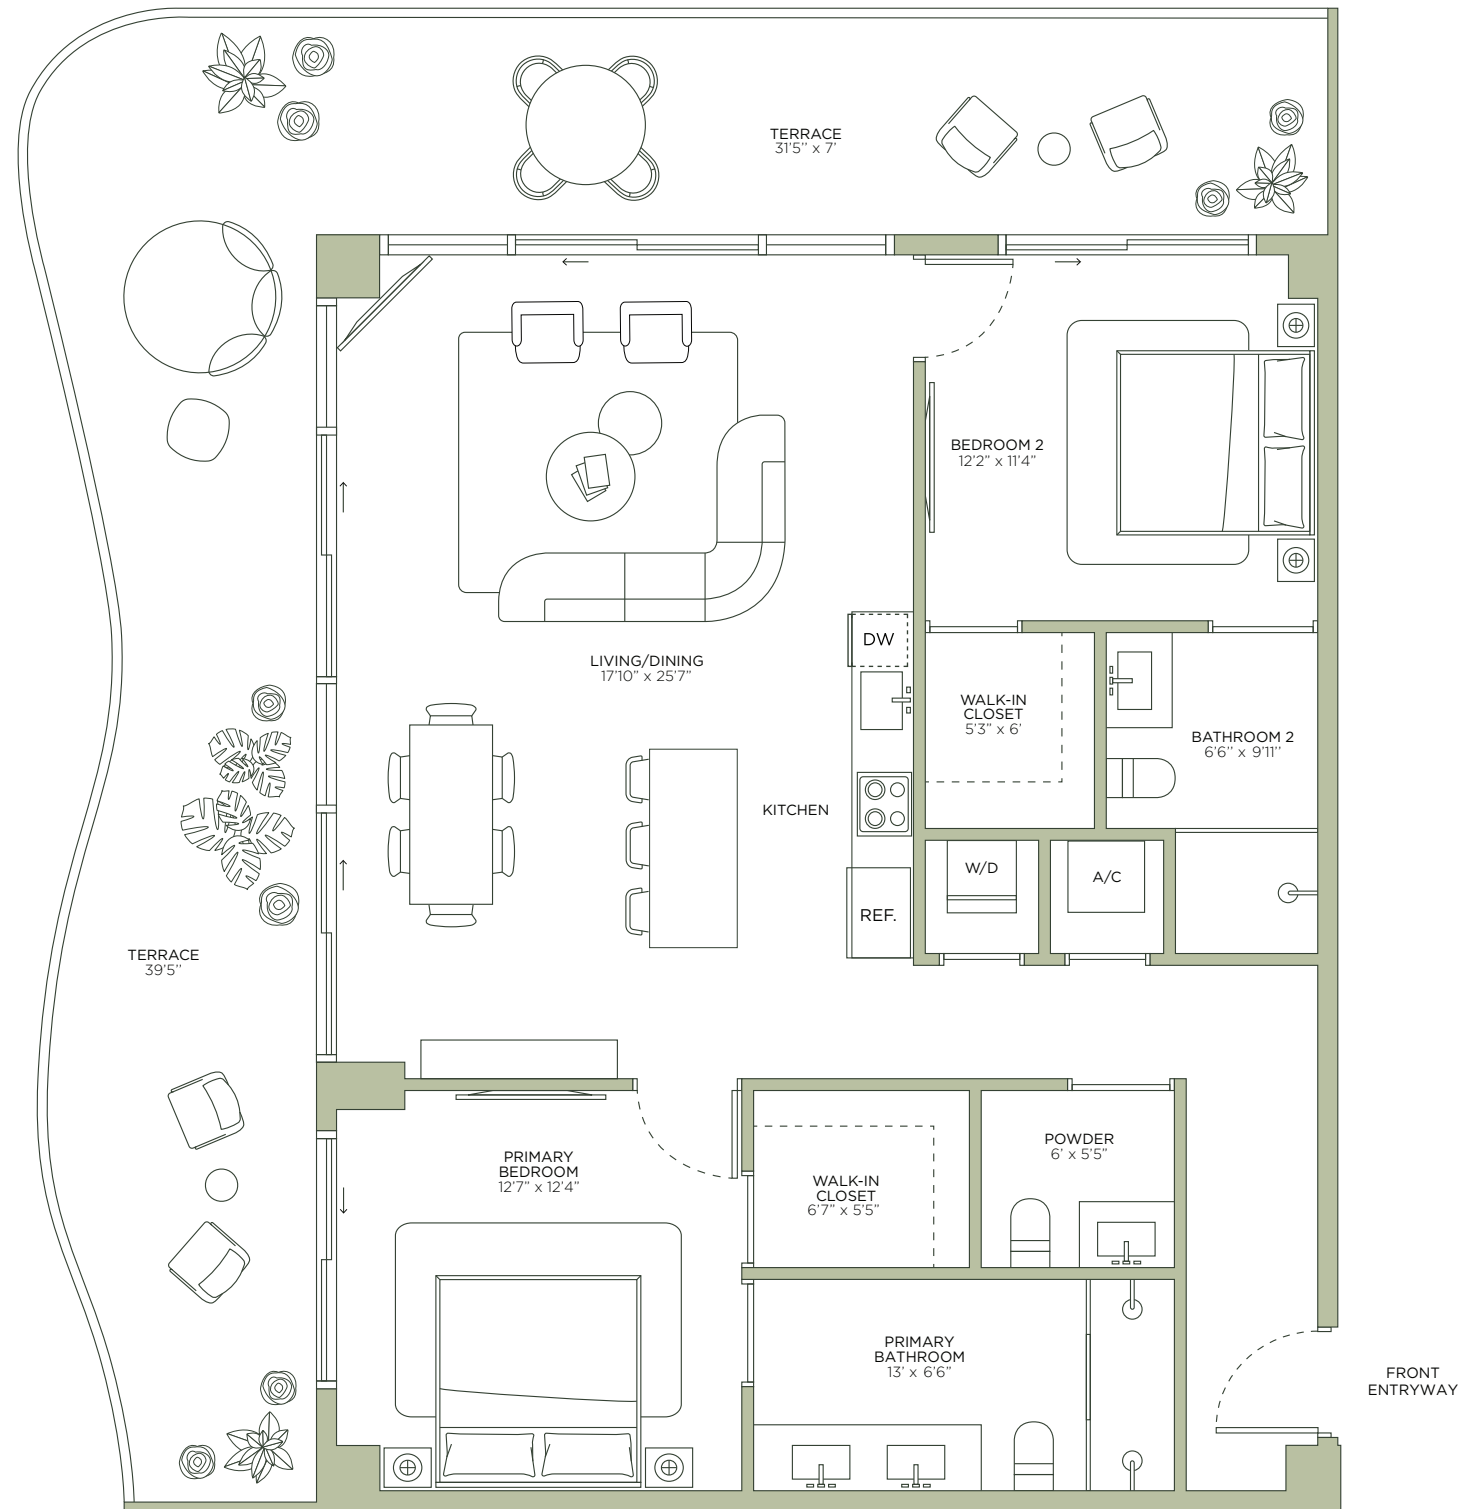 TERRACE
31'5" x 7'
BEDROOM 2
12'2" x 11'4"
DW
LIVING/DINING
17'10" x 25'7"
WALK-IN
CLOSET
5'3" x 6'
BATHROOM 2
6'6" x 9'11"
KITCHEN
W/D
A/C
REF.
TERRACE
39'5"
PRIMARY
BEDROOM
12'7" x 12'4"
POWDER
6' x 5'5"
WALK-IN
CLOSET
6'7" x 5'5"
PRIMARY
BATHROOM
13' x 6'6"
FRONT
ENTRYWAY